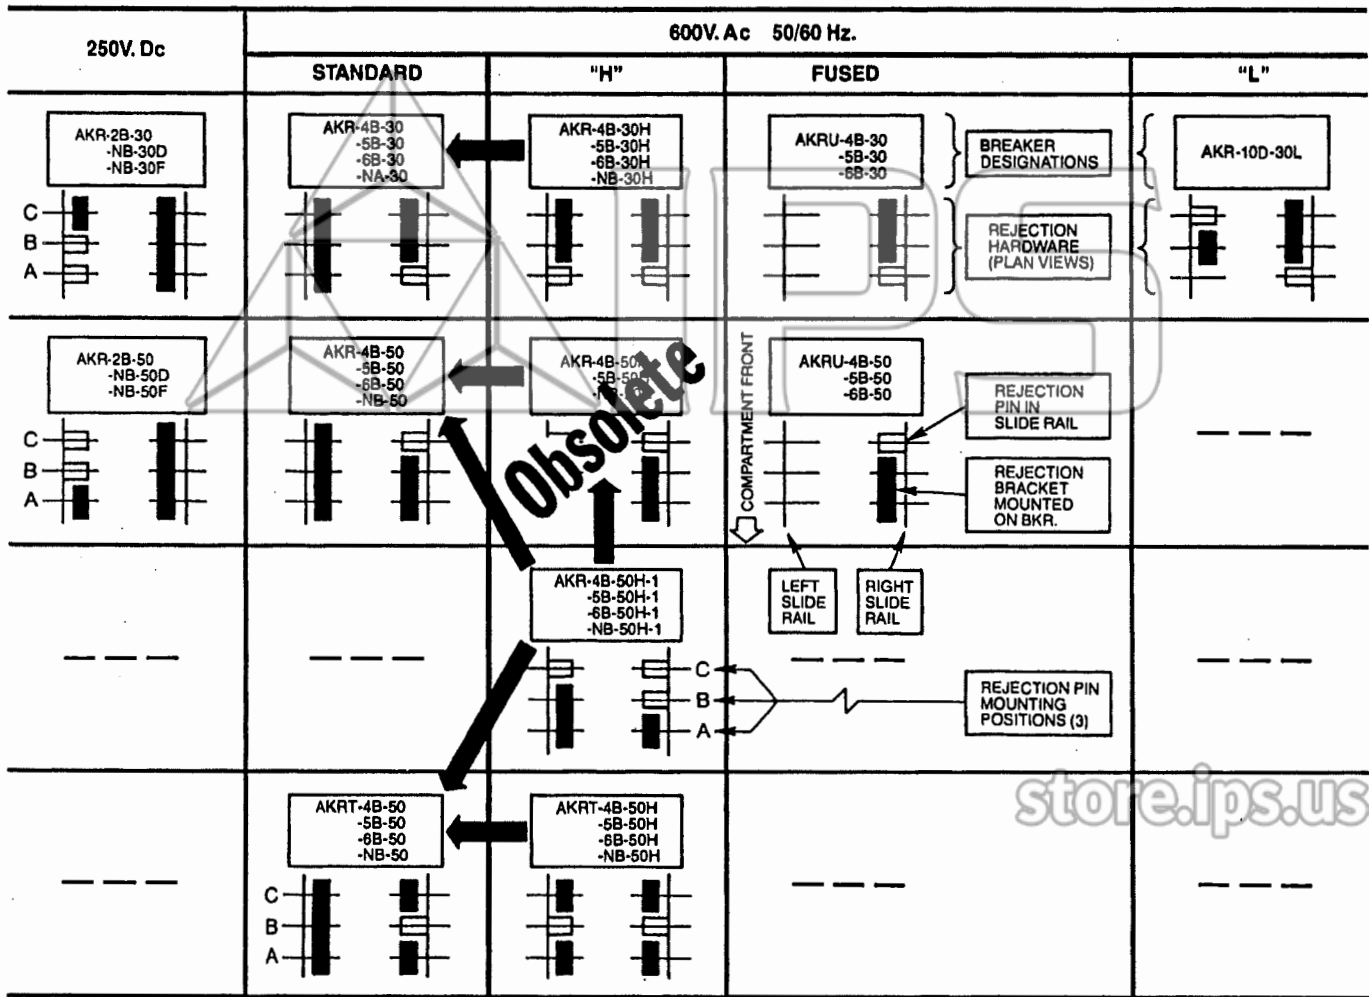 250V. Dc
600V. Ac 50/60 Hz.
STANDARD
"H"
FUSED
"L"
AKR-2B-30
-NB-30D
-NB-30F
AKR-4B-30
-5B-30
-6B-30
-NA-30
AKR-4B-30H
-5B-30H
-6B-30H
-NB-30H
AKRU-4B-30
-5B-30
-6B-30
BREAKER
DESIGNATIONS
AKR-10D-30L
C
B
A
REJECTION
HARDWARE
(PLAN VIEWS)
IPS
AKR-2B-50
-NB-50D
-NB-50F
AKR-4B-50
-5B-50
-6B-50
-NB-50
AKR-4B-50
Obsolete
COMPARTMENT FRONT
AKRU-4B-50
-5B-50
-6B-50
C
B
A
REJECTION
PIN IN
SLIDE RAIL
REJECTION
BRACKET
MOUNTED
ON BKR.
AKR-4B-50H-1
-5B-50H-1
-6B-50H-1
-NB-50H-1
LEFT
SLIDE
RAIL
RIGHT
SLIDE
RAIL
C
B
A
REJECTION PIN
MOUNTING
POSITIONS (3)
store.ips.us
AKRT-4B-50
-5B-50
-6B-50
-NB-50
AKRT-4B-50H
-5B-50H
-6B-50H
-NB-50H
C
B
A